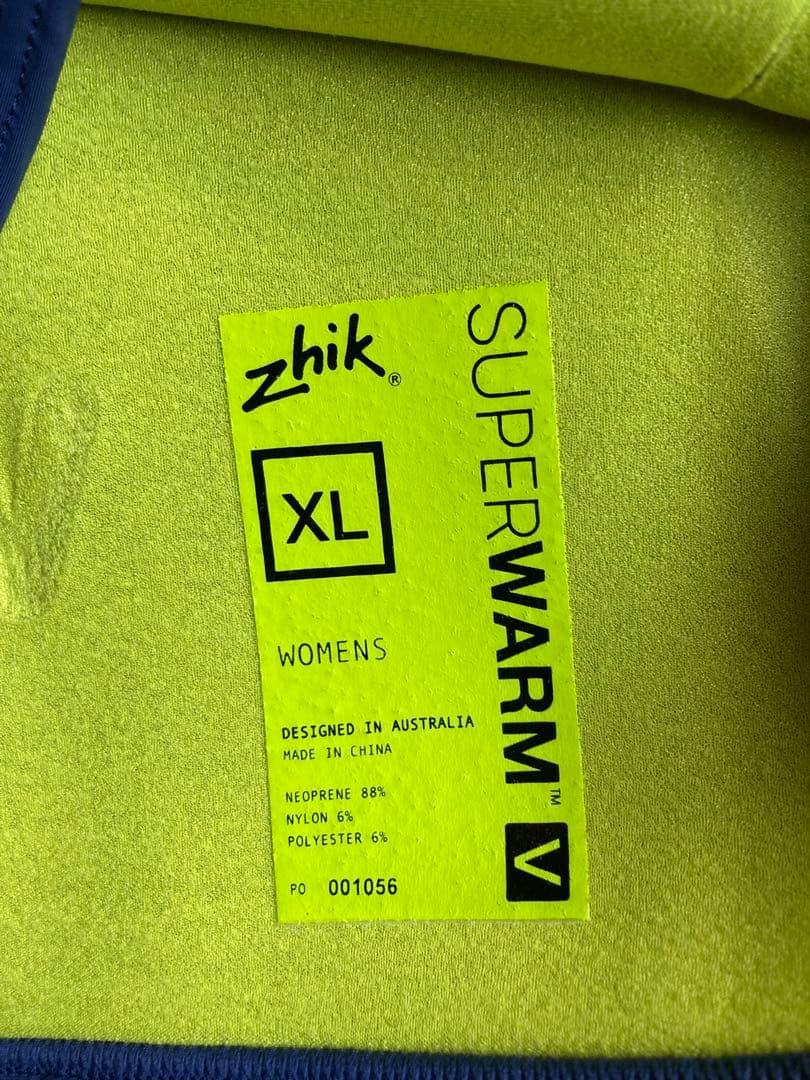 zhik®
XL
WOMENS
DESIGNED IN AUSTRALIA
MADE IN CHINA
NEOPRENE 88%
NYLON 6%
POLYESTER 6%
PO 001056
SUPERWARM™ V